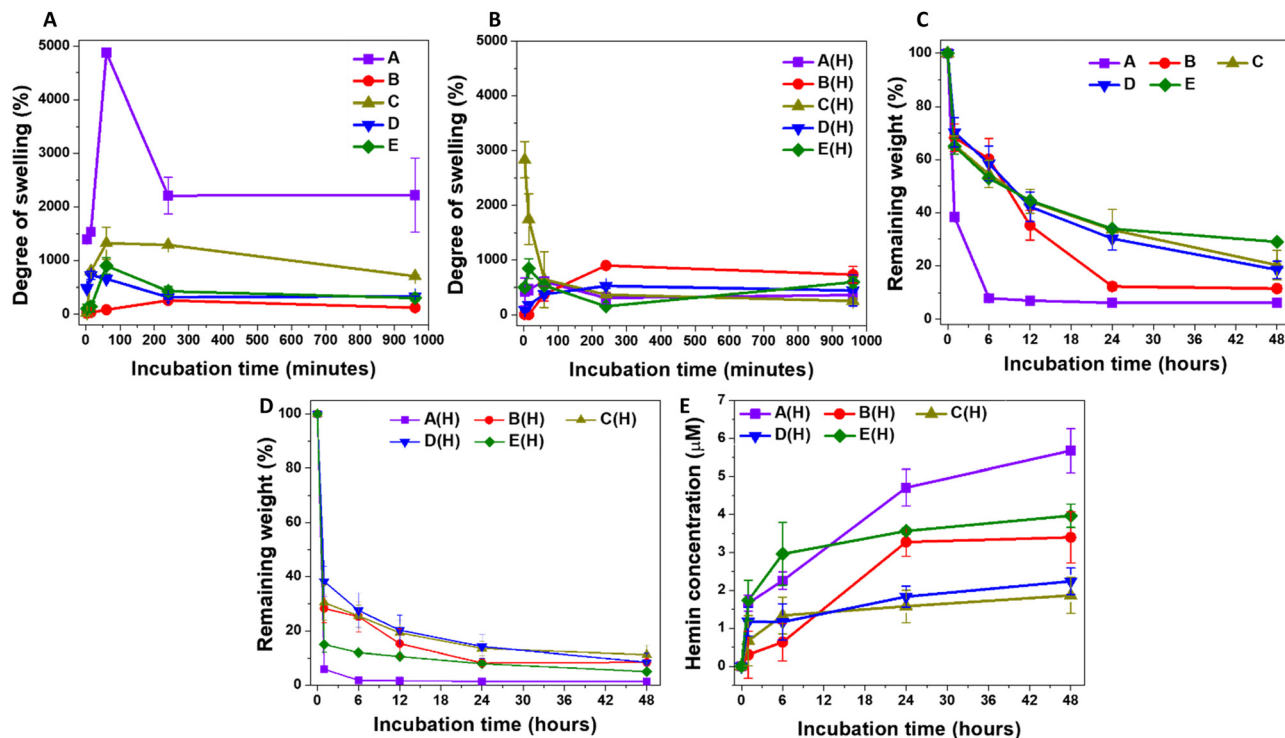 A
5000
4000
3000
2000
1000
0
Degree of swelling (%)
A
B
C
D
E
0 100 200 300 400 500 600 700 800 900 1000
Incubation time (minutes)
B
5000
4000
3000
2000
1000
0
Degree of swelling (%)
A(H)
B(H)
C(H)
D(H)
E(H)
0 100 200 300 400 500 600 700 800 900 1000
Incubation time (minutes)
C
100
80
60
40
20
0
Remaining weight (%)
A B C
D E
0 6 12 18 24 30 36 42 48
Incubation time (hours)
D
100
80
60
40
20
0
Remaining weight (%)
A(H) B(H) C(H)
D(H) E(H)
0 6 12 18 24 30 36 42 48
Incubation time (hours)
E
7
6
5
4
3
2
1
0
-1
Hemin concentration (μM)
A(H) B(H) C(H)
D(H) E(H)
0 6 12 18 24 30 36 42 48
Incubation time (hours)